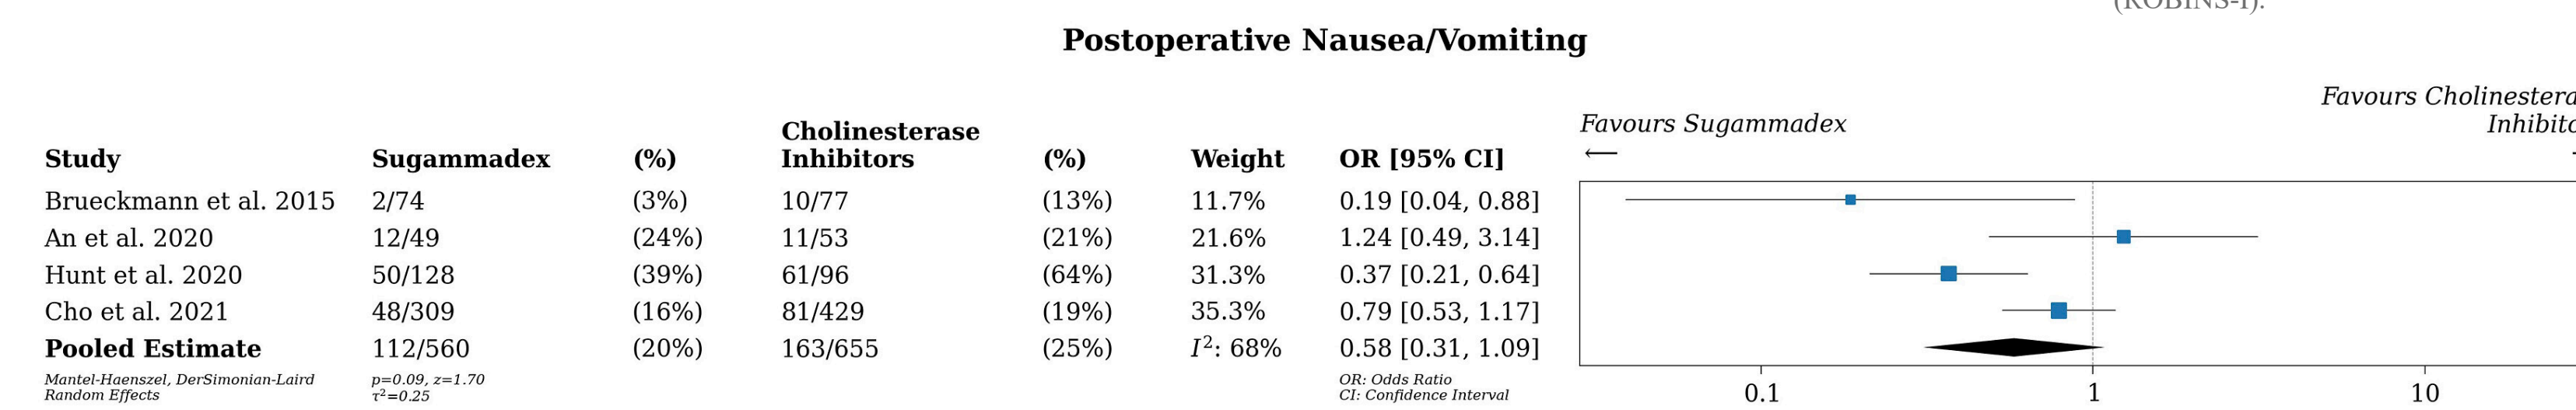 (ROBINS-I).
Postoperative Nausea/Vomiting
Favours
Favours Sugammadex
←
Study Sugammadex (%) Cholinesterase Inhibitors (%) Weight OR [95% CI]
Brueckmann et al. 2015 2/74 (3%) 10/77 (13%) 11.7% 0.19 [0.04, 0.88]
An et al. 2020 12/49 (24%) 11/53 (21%) 21.6% 1.24 [0.49, 3.14]
Hunt et al. 2020 50/128 (39%) 61/96 (64%) 31.3% 0.37 [0.21, 0.64]
Cho et al. 2021 48/309 (16%) 81/429 (19%) 35.3% 0.79 [0.53, 1.17]
Pooled Estimate 112/560 (20%) 163/655 (25%) I²: 68% 0.58 [0.31, 1.09]
Mantel-Haenszel, DerSimonian-Laird p=0.09, z=1.70 OR: Odds Ratio
Random Effects τ²=0.25 CI: Confidence Interval
0.1 1 10